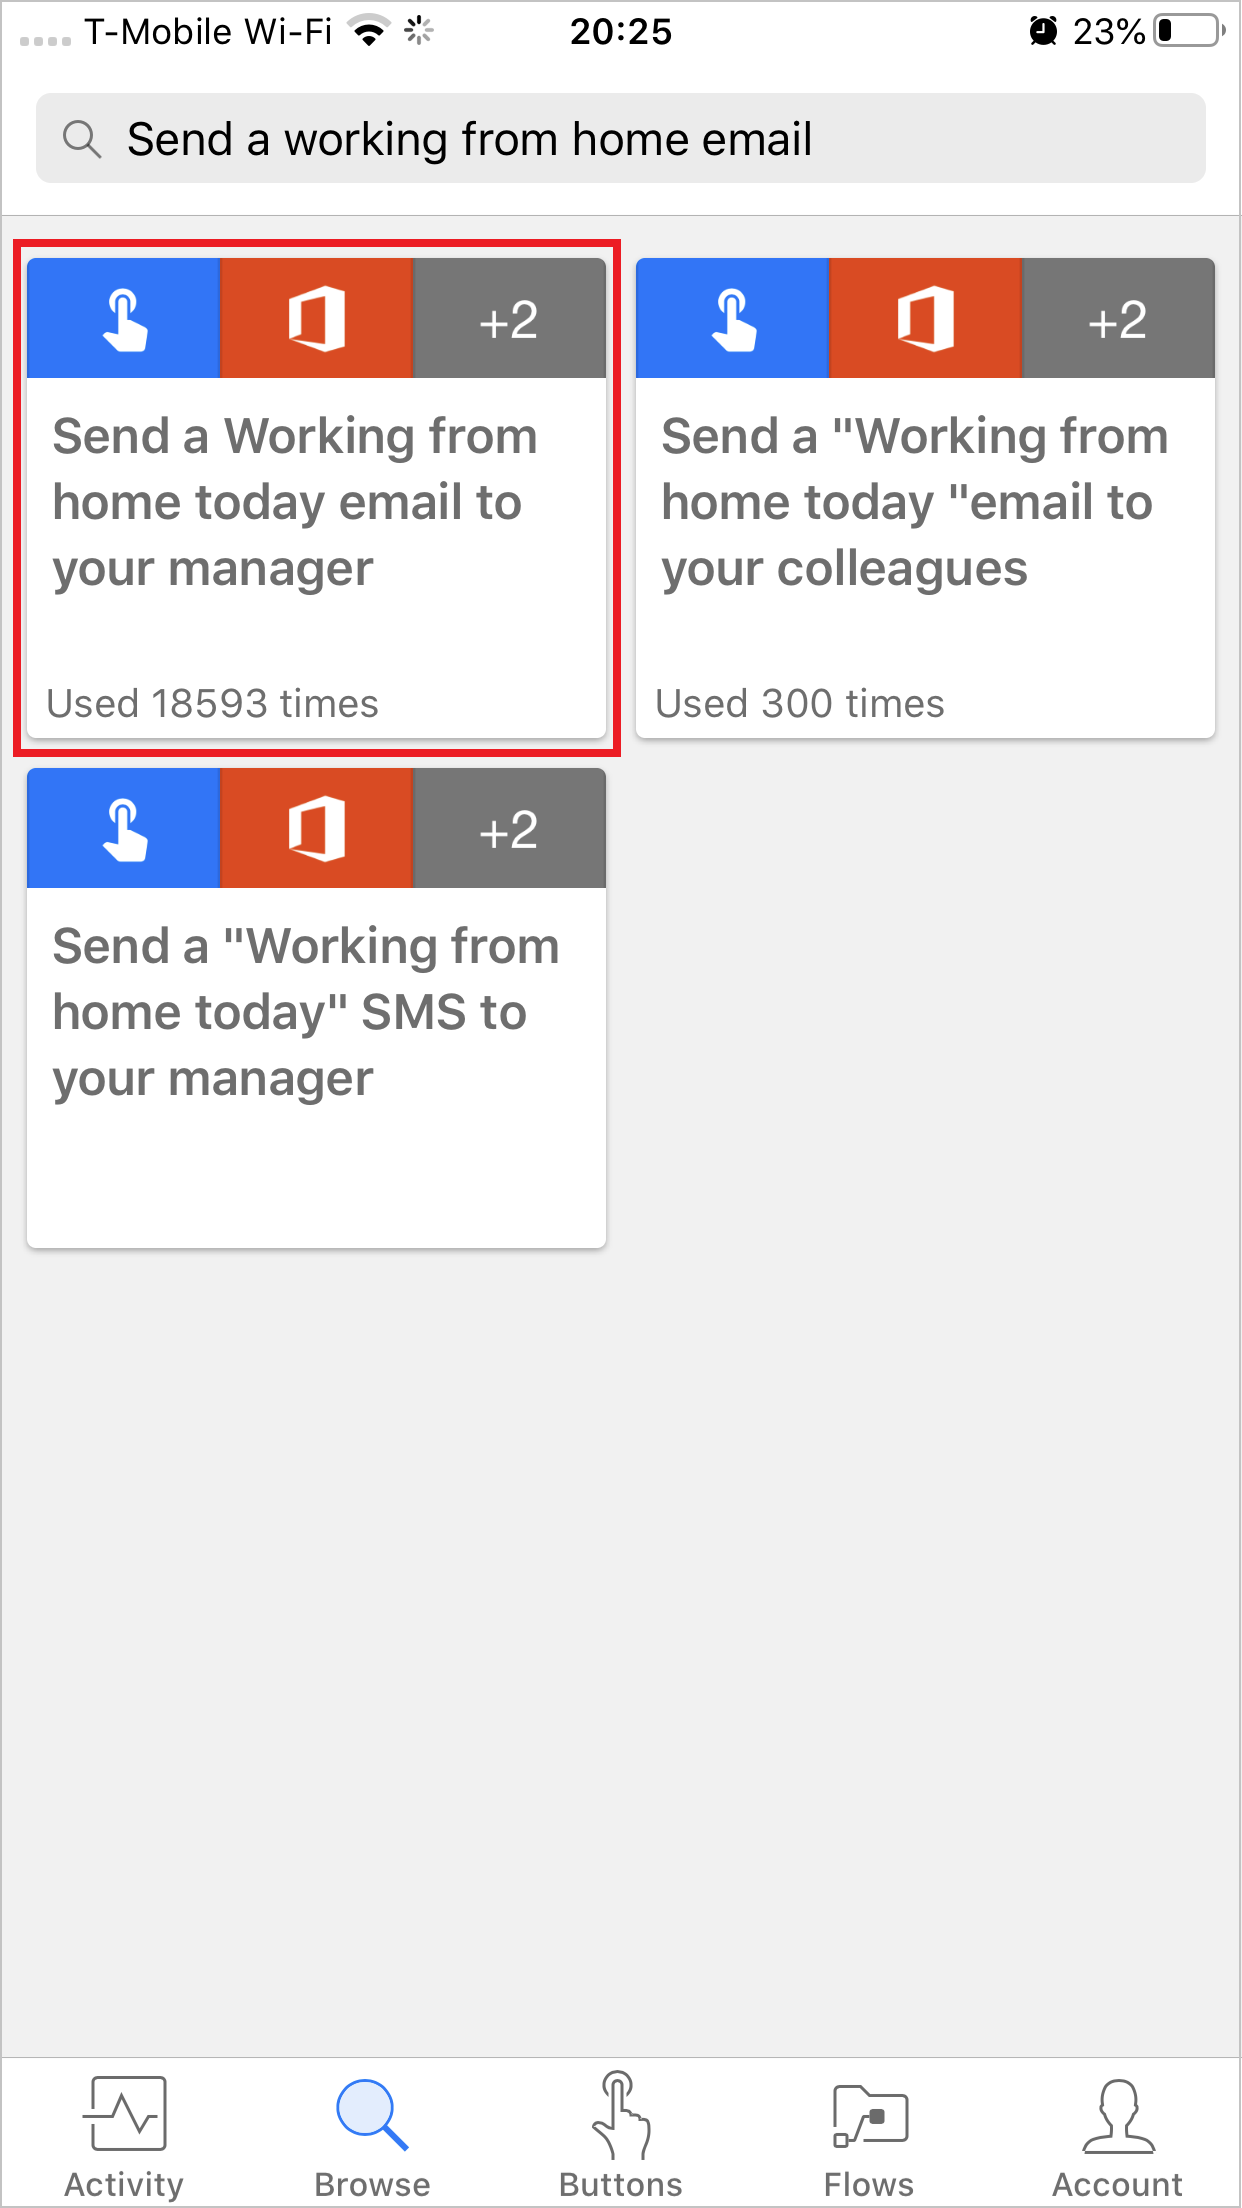 T-Mobile Wi-Fi 20:25 23%
Send a working from home email
+2
Send a Working from
home today email to
your manager
Used 18593 times
+2
Send a "Working from
home today "email to
your colleagues
Used 300 times
+2
Send a "Working from
home today" SMS to
your manager
Activity Browse Buttons Flows Account